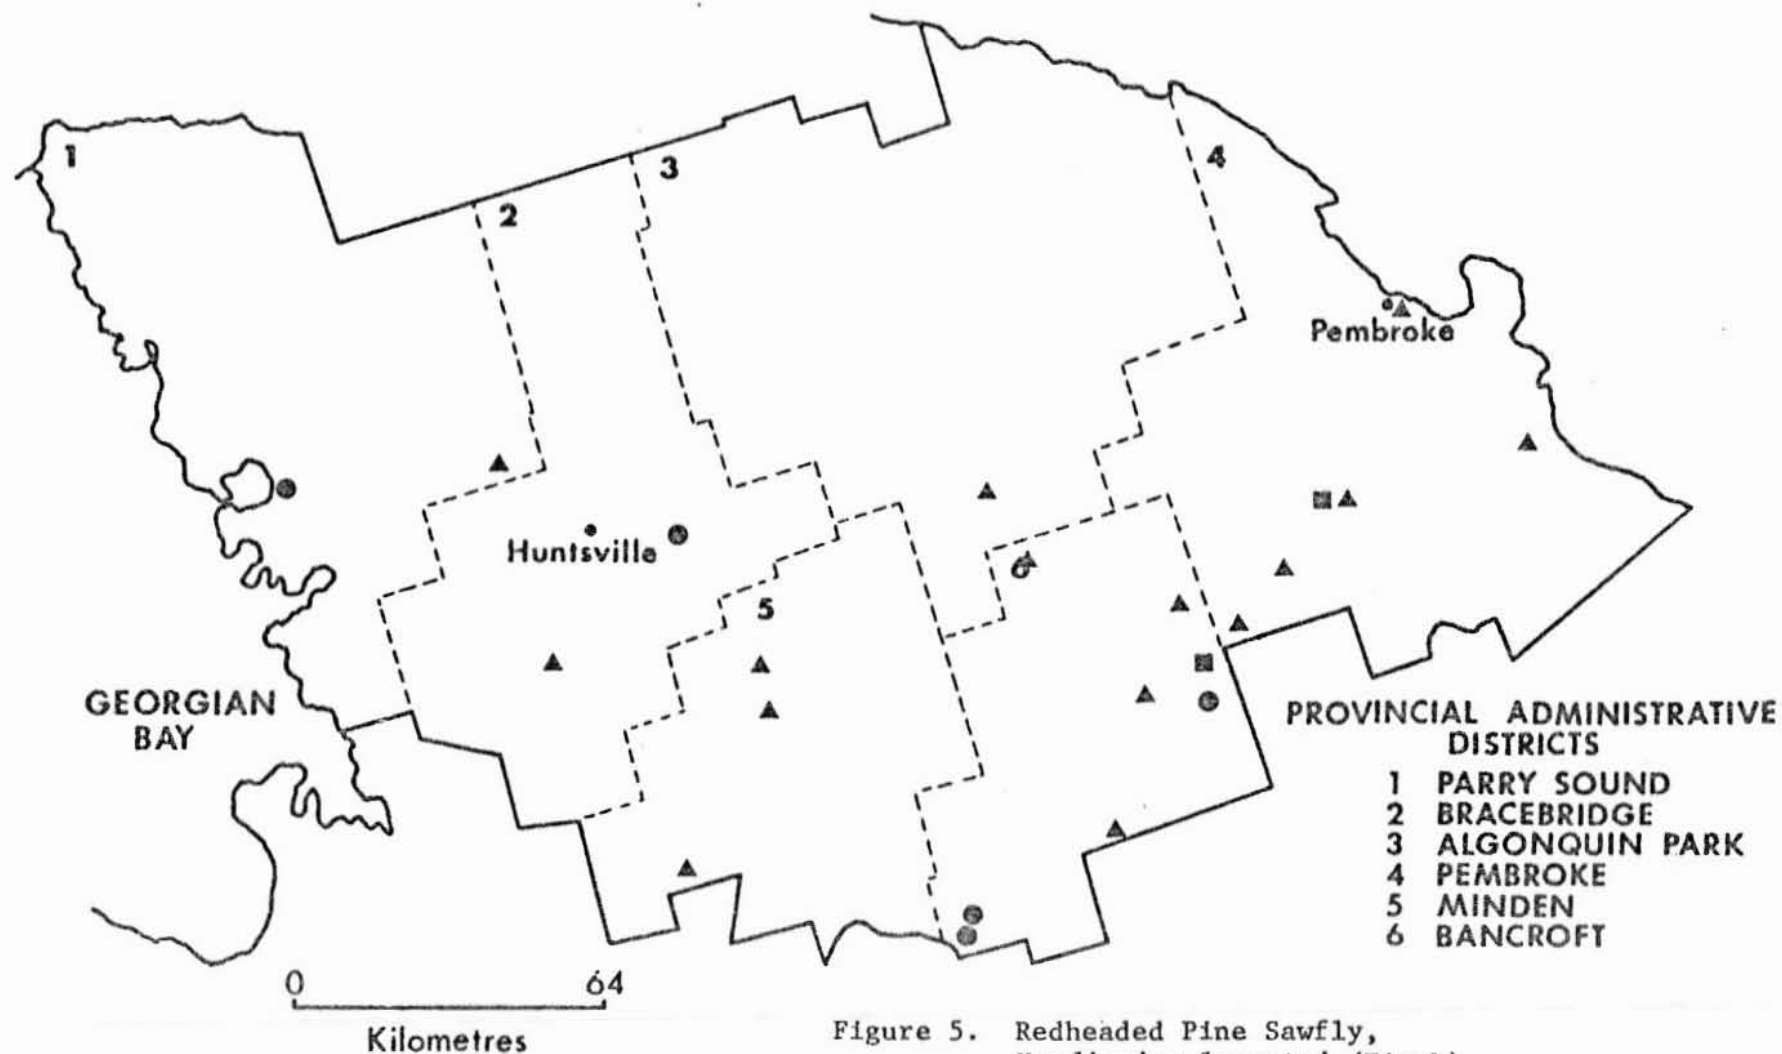 1
3
4
2
Pembroke
Huntsville
6
5
GEORGIAN
BAY
PROVINCIAL ADMINISTRATIVE
DISTRICTS
1 PARRY SOUND
2 BRACEBRIDGE
3 ALGONQUIN PARK
4 PEMBROKE
5 MINDEN
6 BANCROFT
0 64
Kilometres
Figure 5. Redheaded Pine Sawfly,